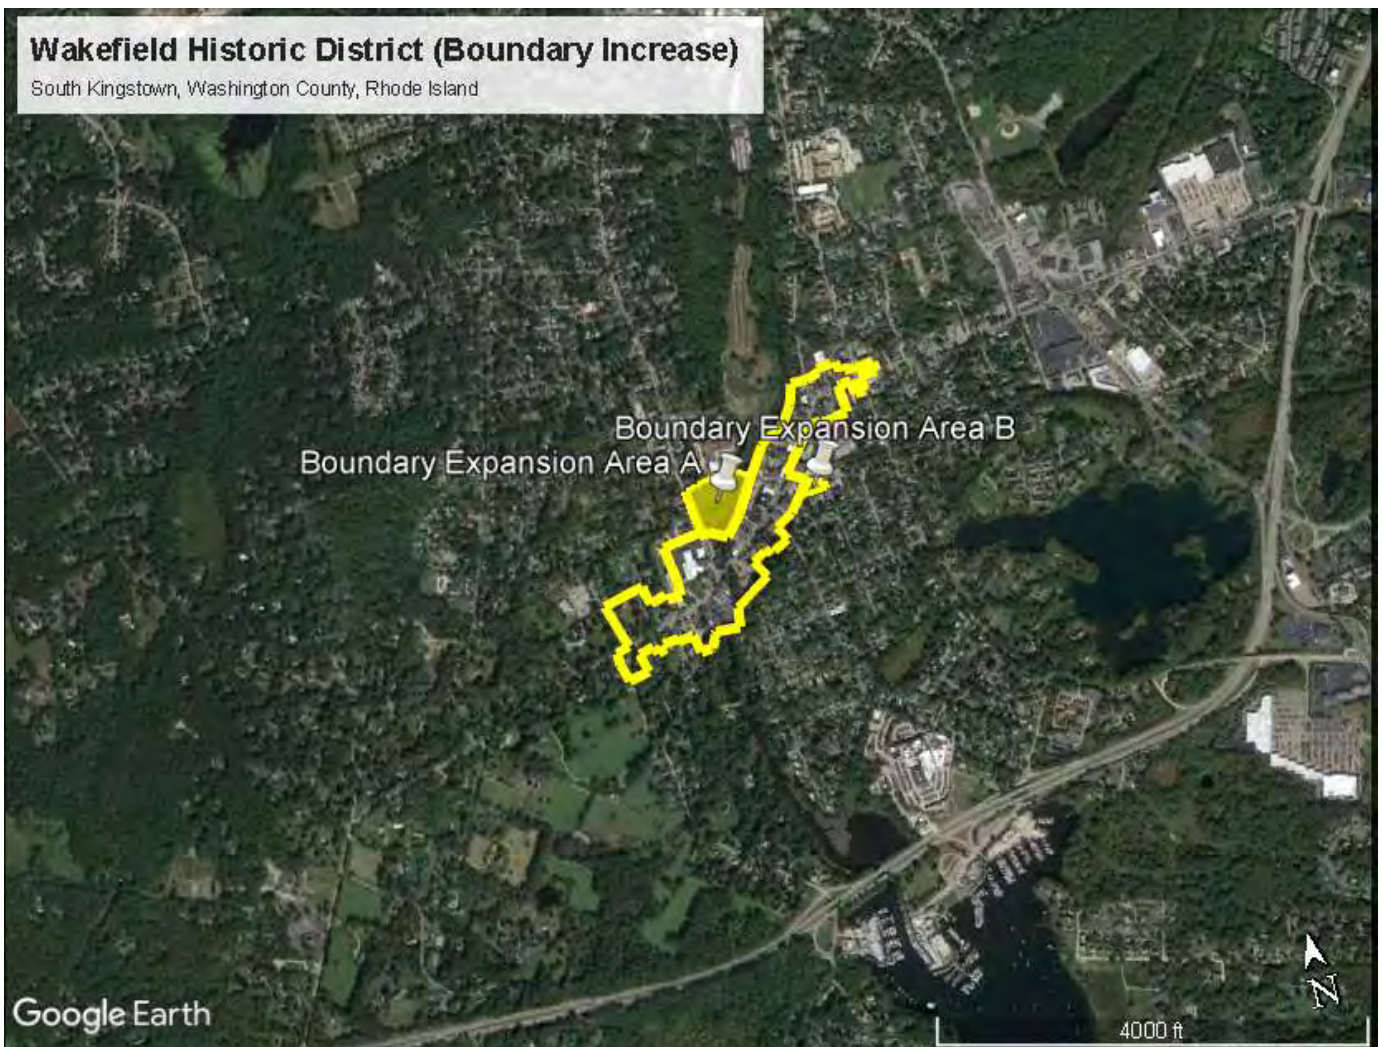 Wakefield Historic District (Boundary Increase)
South Kingstown, Washington County, Rhode Island
Boundary Expansion Area B
Boundary Expansion Area A
N
Google Earth
4000 ft